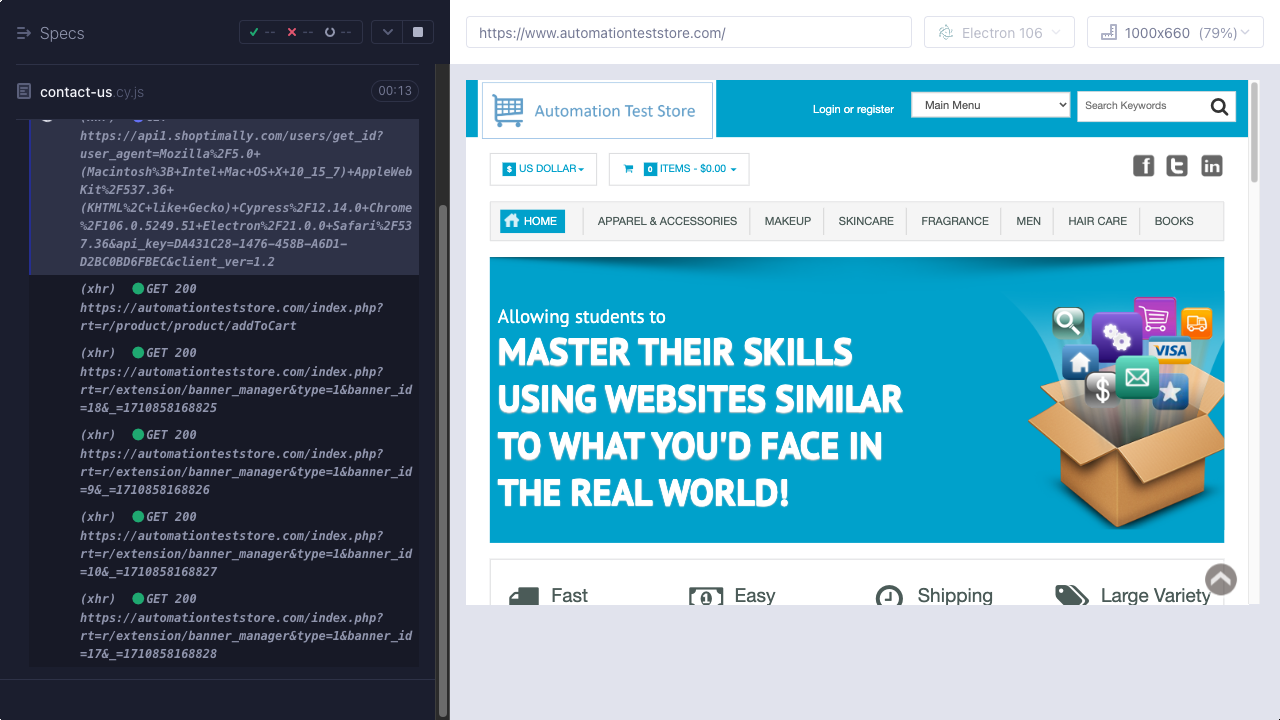 Specs
-- -- --
contact-us.cy.js
00:13
https://api1.shoptimally.com/users/get_id?
user_agent=Mozilla%2F5.0+
(Macintosh%3B+Intel+Mac+OS+X+10_15_7)+AppleWeb
Kit%2F537.36+
(KHTML%2C+like+Gecko)+Cypress%2F12.14.0+Chrome
%2F106.0.5249.51+Electron%2F21.0.0+Safari%2F53
7.36&api_key=DA431C28-1476-458B-A6D1-
D2BC0BD6FBEC&client_ver=1.2
(xhr) GET 200
https://automationteststore.com/index.php?
rt=r/product/product/addToCart
(xhr) GET 200
https://automationteststore.com/index.php?
rt=r/extension/banner_manager&type=1&banner_id
=18&_=1710858168825
(xhr) GET 200
https://automationteststore.com/index.php?
rt=r/extension/banner_manager&type=1&banner_id
=9&_=1710858168826
(xhr) GET 200
https://automationteststore.com/index.php?
rt=r/extension/banner_manager&type=1&banner_id
=10&_=1710858168827
(xhr) GET 200
https://automationteststore.com/index.php?
rt=r/extension/banner_manager&type=1&banner_id
=17&_=1710858168828
https://www.automationteststore.com/
Electron 106
1000x660 (79%)
Automation Test Store
Login or register
Main Menu
Search Keywords
$ US DOLLAR
0 ITEMS - $0.00
f t in
HOME APPAREL & ACCESSORIES MAKEUP SKINCARE FRAGRANCE MEN HAIR CARE BOOKS
Allowing students to
MASTER THEIR SKILLS
USING WEBSITES SIMILAR
TO WHAT YOU'D FACE IN
THE REAL WORLD!
VISA
$
Fast
1
Easy
Shipping
Large Variety